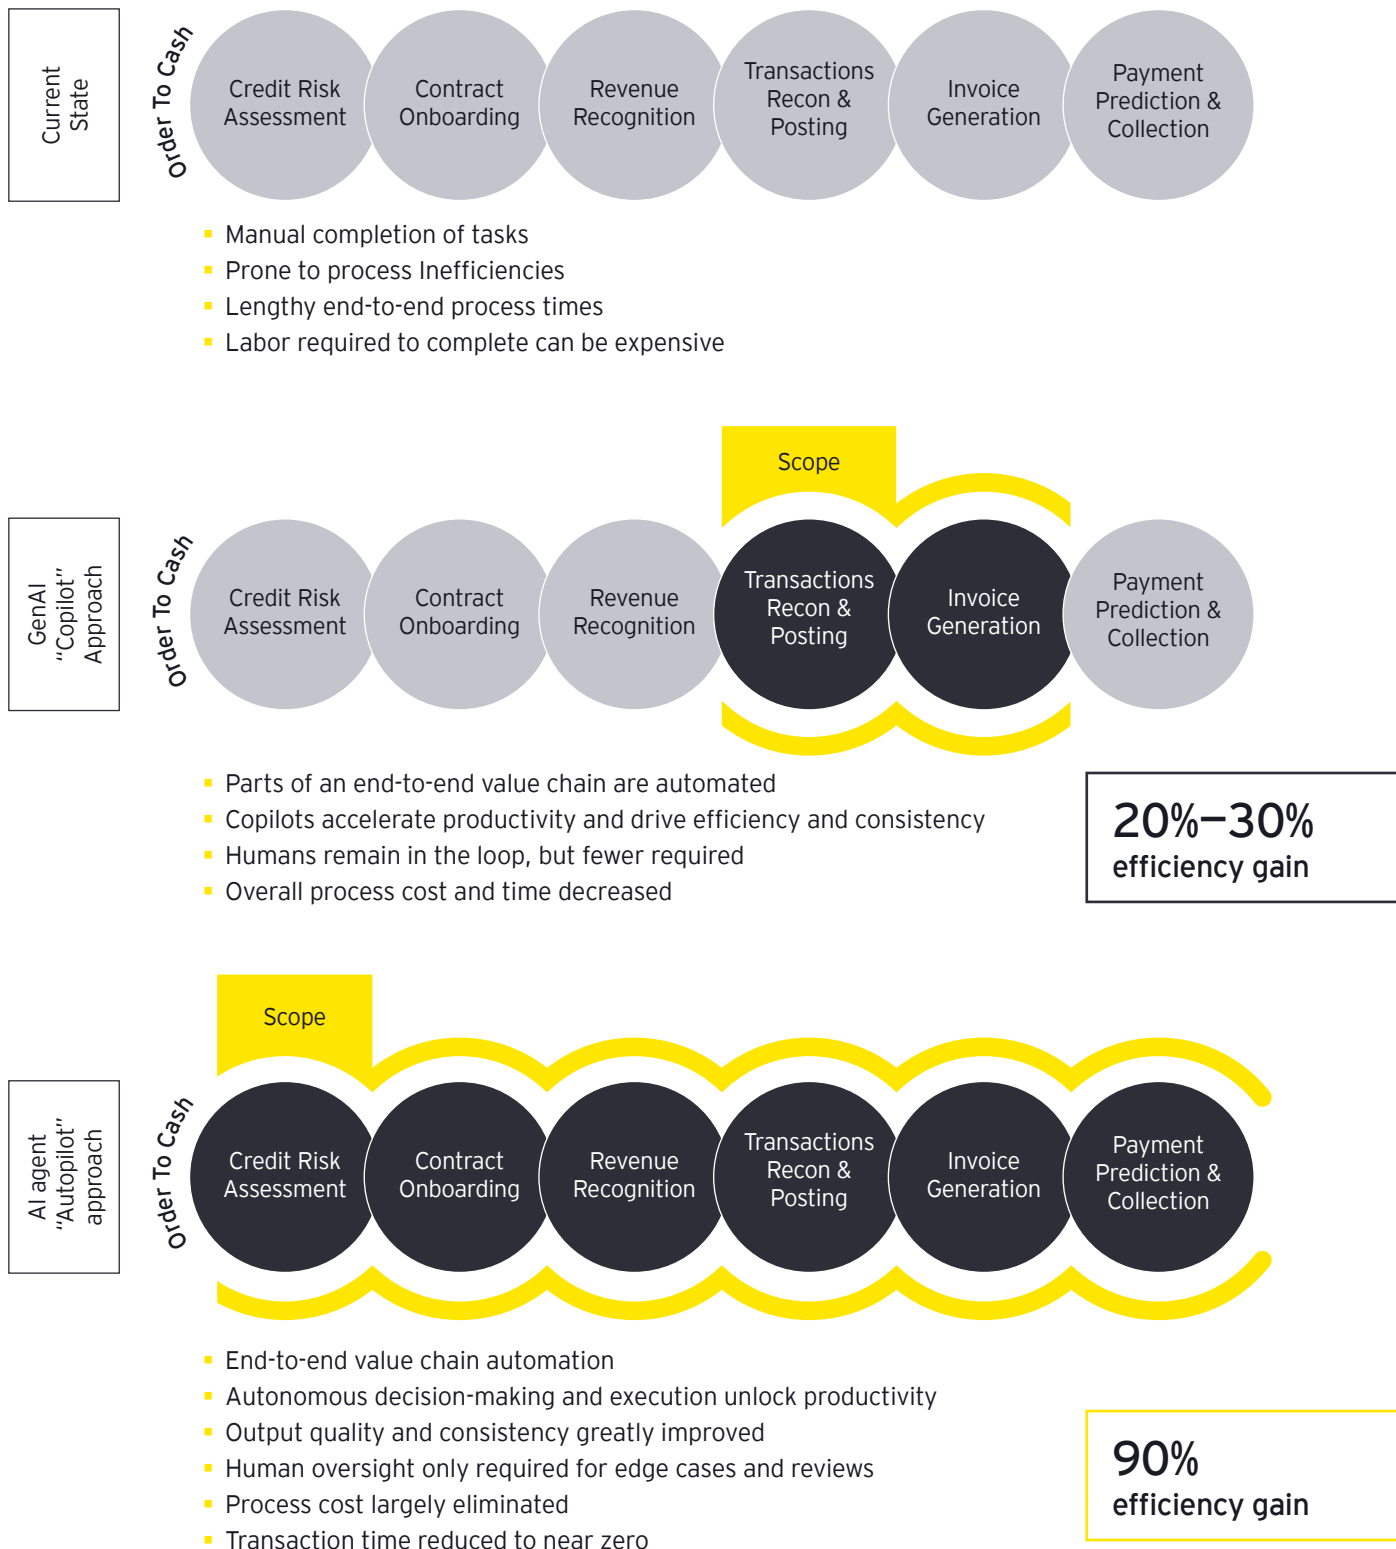 Current
State
Order To Cash
Credit Risk
Assessment
Contract
Onboarding
Revenue
Recognition
Transactions
Recon &
Posting
Invoice
Generation
Payment
Prediction &
Collection
Manual completion of tasks
Prone to process Inefficiencies
Lengthy end-to-end process times
Labor required to complete can be expensive
Scope
GenAI
“Copilot”
Approach
Order To Cash
Credit Risk
Assessment
Contract
Onboarding
Revenue
Recognition
Transactions
Recon &
Posting
Invoice
Generation
Payment
Prediction &
Collection
Parts of an end-to-end value chain are automated
Copilots accelerate productivity and drive efficiency and consistency
Humans remain in the loop, but fewer required
Overall process cost and time decreased
20%–30%
efficiency gain
Scope
AI agent
“Autopilot”
approach
Order To Cash
Credit Risk
Assessment
Contract
Onboarding
Revenue
Recognition
Transactions
Recon &
Posting
Invoice
Generation
Payment
Prediction &
Collection
End-to-end value chain automation
Autonomous decision-making and execution unlock productivity
Output quality and consistency greatly improved
Human oversight only required for edge cases and reviews
Process cost largely eliminated
Transaction time reduced to near zero
90%
efficiency gain